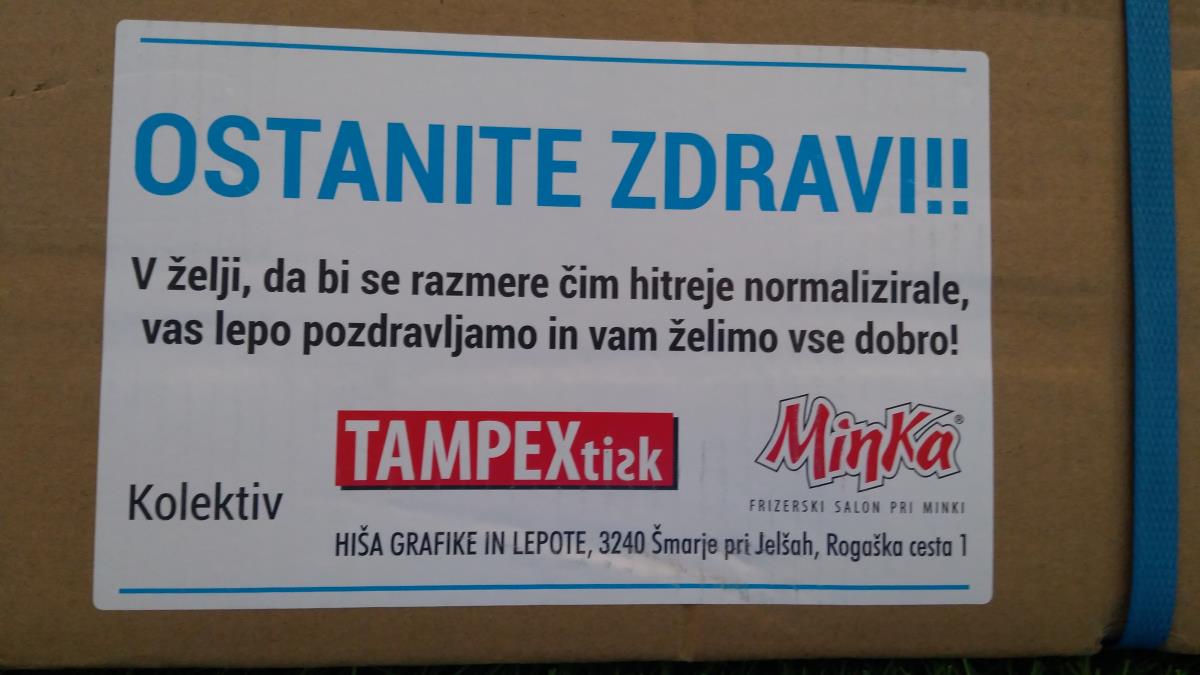 OSTANITE ZDRAVI!!!
V želji, da bi se razmere čim hitreje normalizirale,
vas lepo pozdravljamo in vam želimo vse dobro!
Kolektiv
TAMPEXtisk
Minka®
FRIZERSKI SALON PRI MINKI
HIŠA GRAFIKE IN LEPOTE, 3240 Šmarje pri Jelšah, Rogaška cesta 1